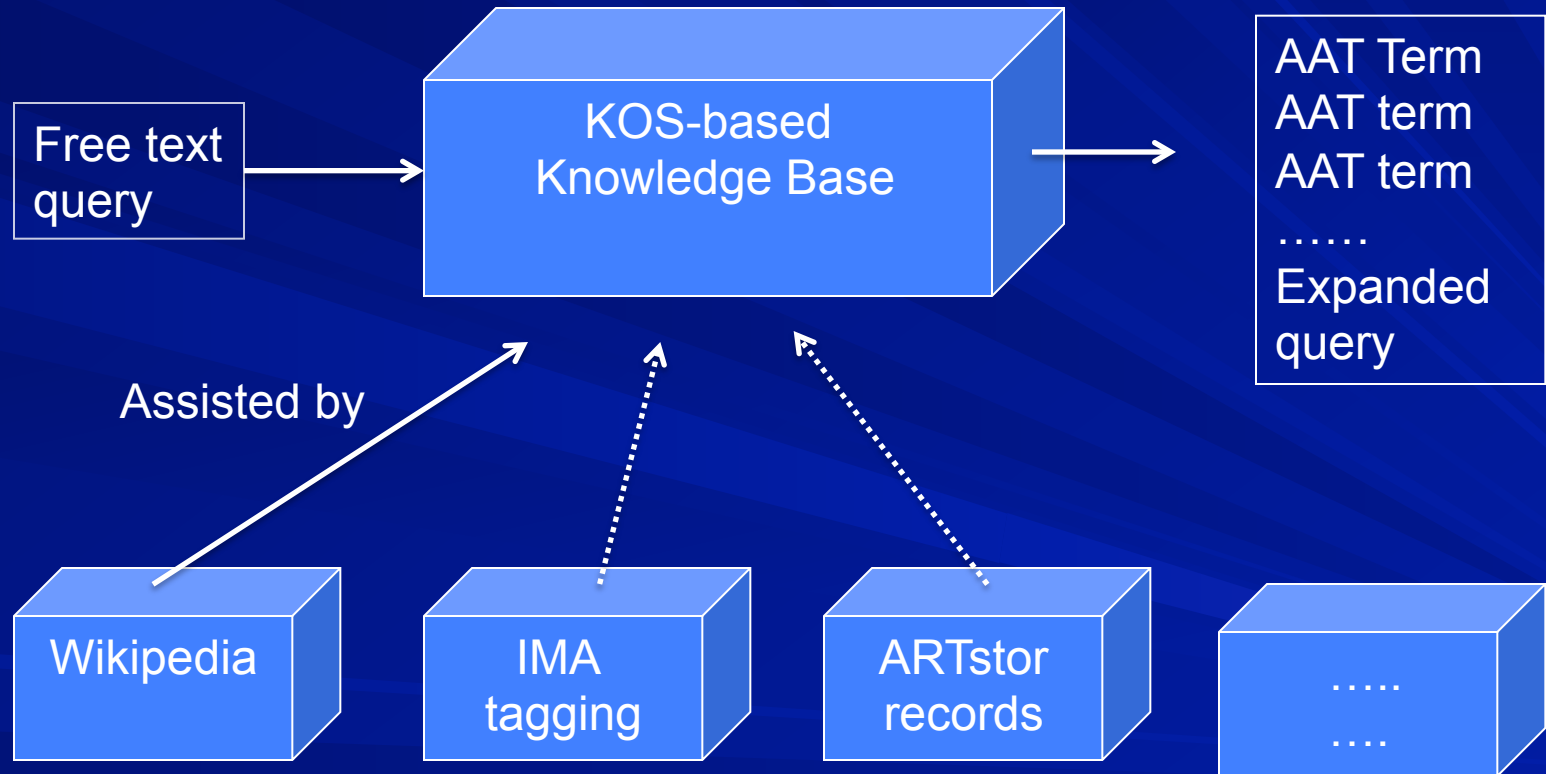 Free text
query
KOS-based
Knowledge Base
AAT Term
AAT term
AAT term
……
Expanded
query
Assisted by
Wikipedia
IMA
tagging
ARTstor
records
…..
….